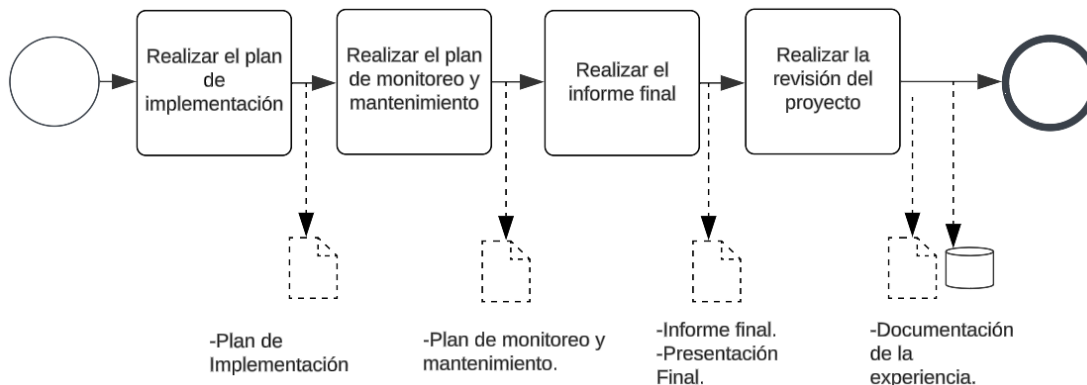 Realizar el plan
de
implementación
Realizar el plan
de monitoreo y
mantenimiento
Realizar el
informe final
Realizar la
revisión del
proyecto
-Plan de
Implementación
-Plan de monitoreo y
mantenimiento.
-Informe final.
-Presentación
Final.
-Documentación
de la
experiencia.